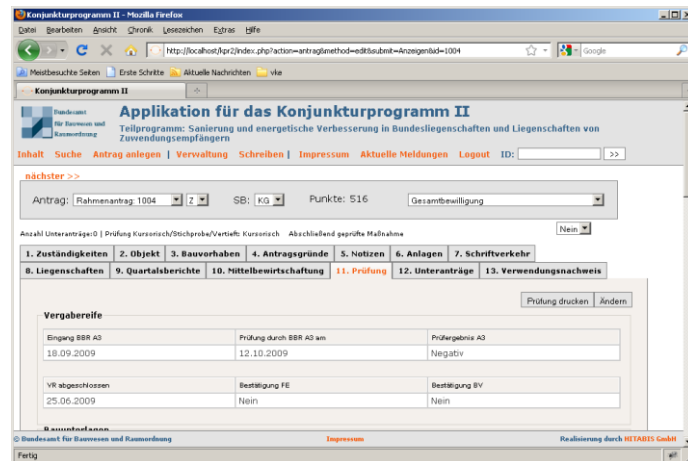 Konjunkturprogramm II - Mozilla Firefox
Datei Bearbeiten Ansicht Chronik Lesezeichen Extras Hilfe
http://localhost/kpr2/index.php?action=antrag&method=edit&submit=Anzeigen&id=1004
Google
Meistbesuchte Seiten Erste Schritte Aktuelle Nachrichten vke
Konjunkturprogramm II
Bundesamt
für Bauwesen und
Raumordnung
Applikation für das Konjunkturprogramm II
Teilprogramm: Sanierung und energetische Verbesserung in Bundesliegenschaften und Liegenschaften von
Zuwendungsempfängern
Inhalt Suche Antrag anlegen | Verwaltung Schreiben | Impressum Aktuelle Meldungen Logout ID: >>
nächster >>
Antrag: Rahmenantrag: 1004 Z SB: KG Punkte: 516 Gesamtbewilligung
Anzahl Unteranträge:0 | Prüfung Kursorisch/Stichprobe/Vertieft: Kursorisch Abschließend geprüfte Maßnahme Nein
1. Zuständigkeiten 2. Objekt 3. Bauvorhaben 4. Antragsgründe 5. Notizen 6. Anlagen 7. Schriftverkehr
8. Liegenschaften 9. Quartalsberichte 10. Mittelbewirtschaftung 11. Prüfung 12. Unteranträge 13. Verwendungsnachweis
Prüfung drucken Ändern
Vergabereife
Eingang BBR A3 Prüfung durch BBR A3 am Prüfergebnis A3
18.09.2009 12.10.2009 Negativ
VR abgeschlossen Bestätigung FE Bestätigung BV
25.06.2009 Nein Nein
Bauunterlagen
© Bundesamt für Bauwesen und Raumordnung Impressum Realisierung durch HITABIS GmbH
Fertig